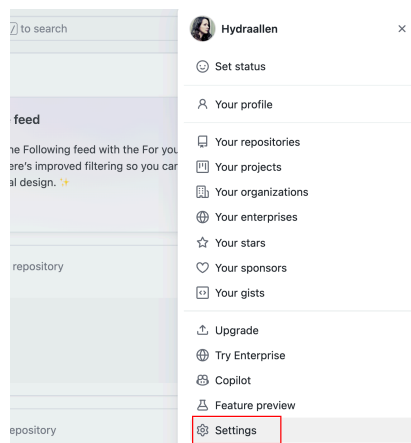 / to search
Hydraallen
Set status
Your profile
feed
he Following feed with the For you
ere's improved filtering so you can
al design. ✨
Your repositories
Your projects
Your organizations
Your enterprises
Your stars
repository
Your sponsors
Your gists
Upgrade
Try Enterprise
Copilot
Feature preview
epository
Settings